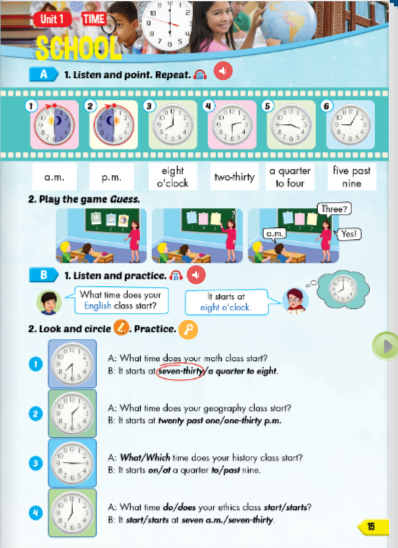 Unit 1 TIME
SCHOOL
A 1. Listen and point. Repeat.
1 2 3 4 5 6
a.m. p.m. eight o'clock two-thirty a quarter to four five past nine
2. Play the game Guess.
Three?
a.m. Yes!
B 1. Listen and practice.
What time does your
English class start?
It starts at
eight o'clock.
2. Look and circle . Practice.
1 A: What time does your math class start?
B: It starts at seven-thirty/a quarter to eight.
2 A: What time does your geography class start?
B: It starts at twenty past one/one-thirty p.m.
3 A: What/Which time does your history class start?
B: It starts on/at a quarter to/past nine.
4 A: What time do/does your ethics class start/starts?
B: It start/starts at seven a.m./seven-thirty.
15